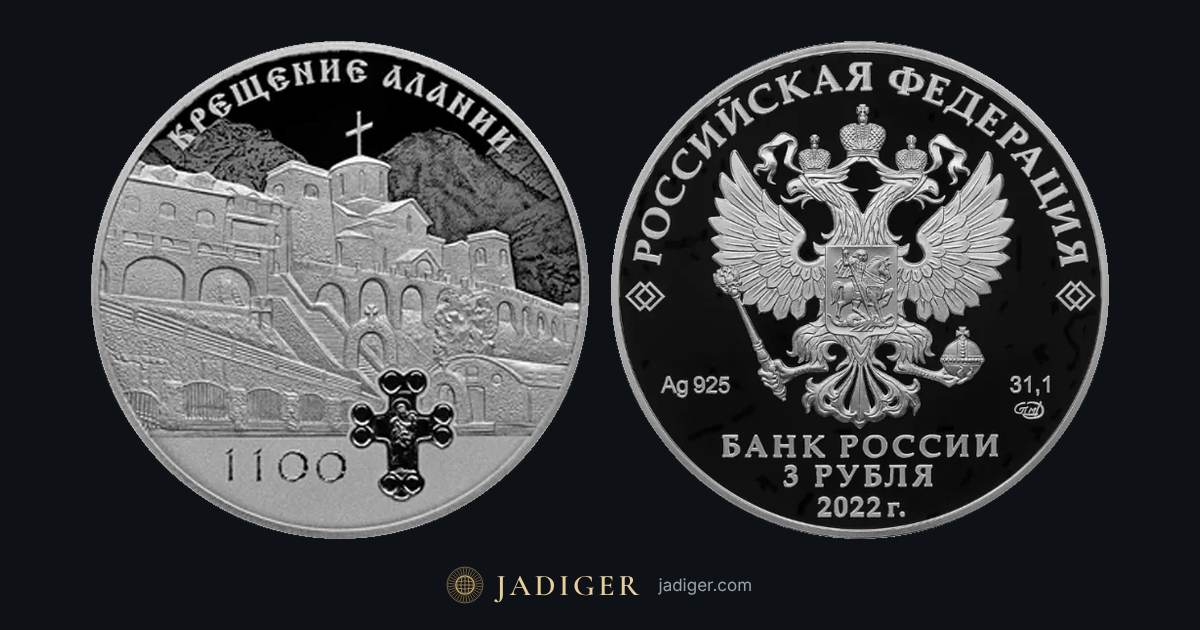 КРЕЩЕНИЕ АЛАНИИ
1100
РОССИЙСКАЯ ФЕДЕРАЦИЯ
Ag 925
31,1
БАНК РОССИИ
3 РУБЛЯ
2022 г.
JADIGER
jadiger.com